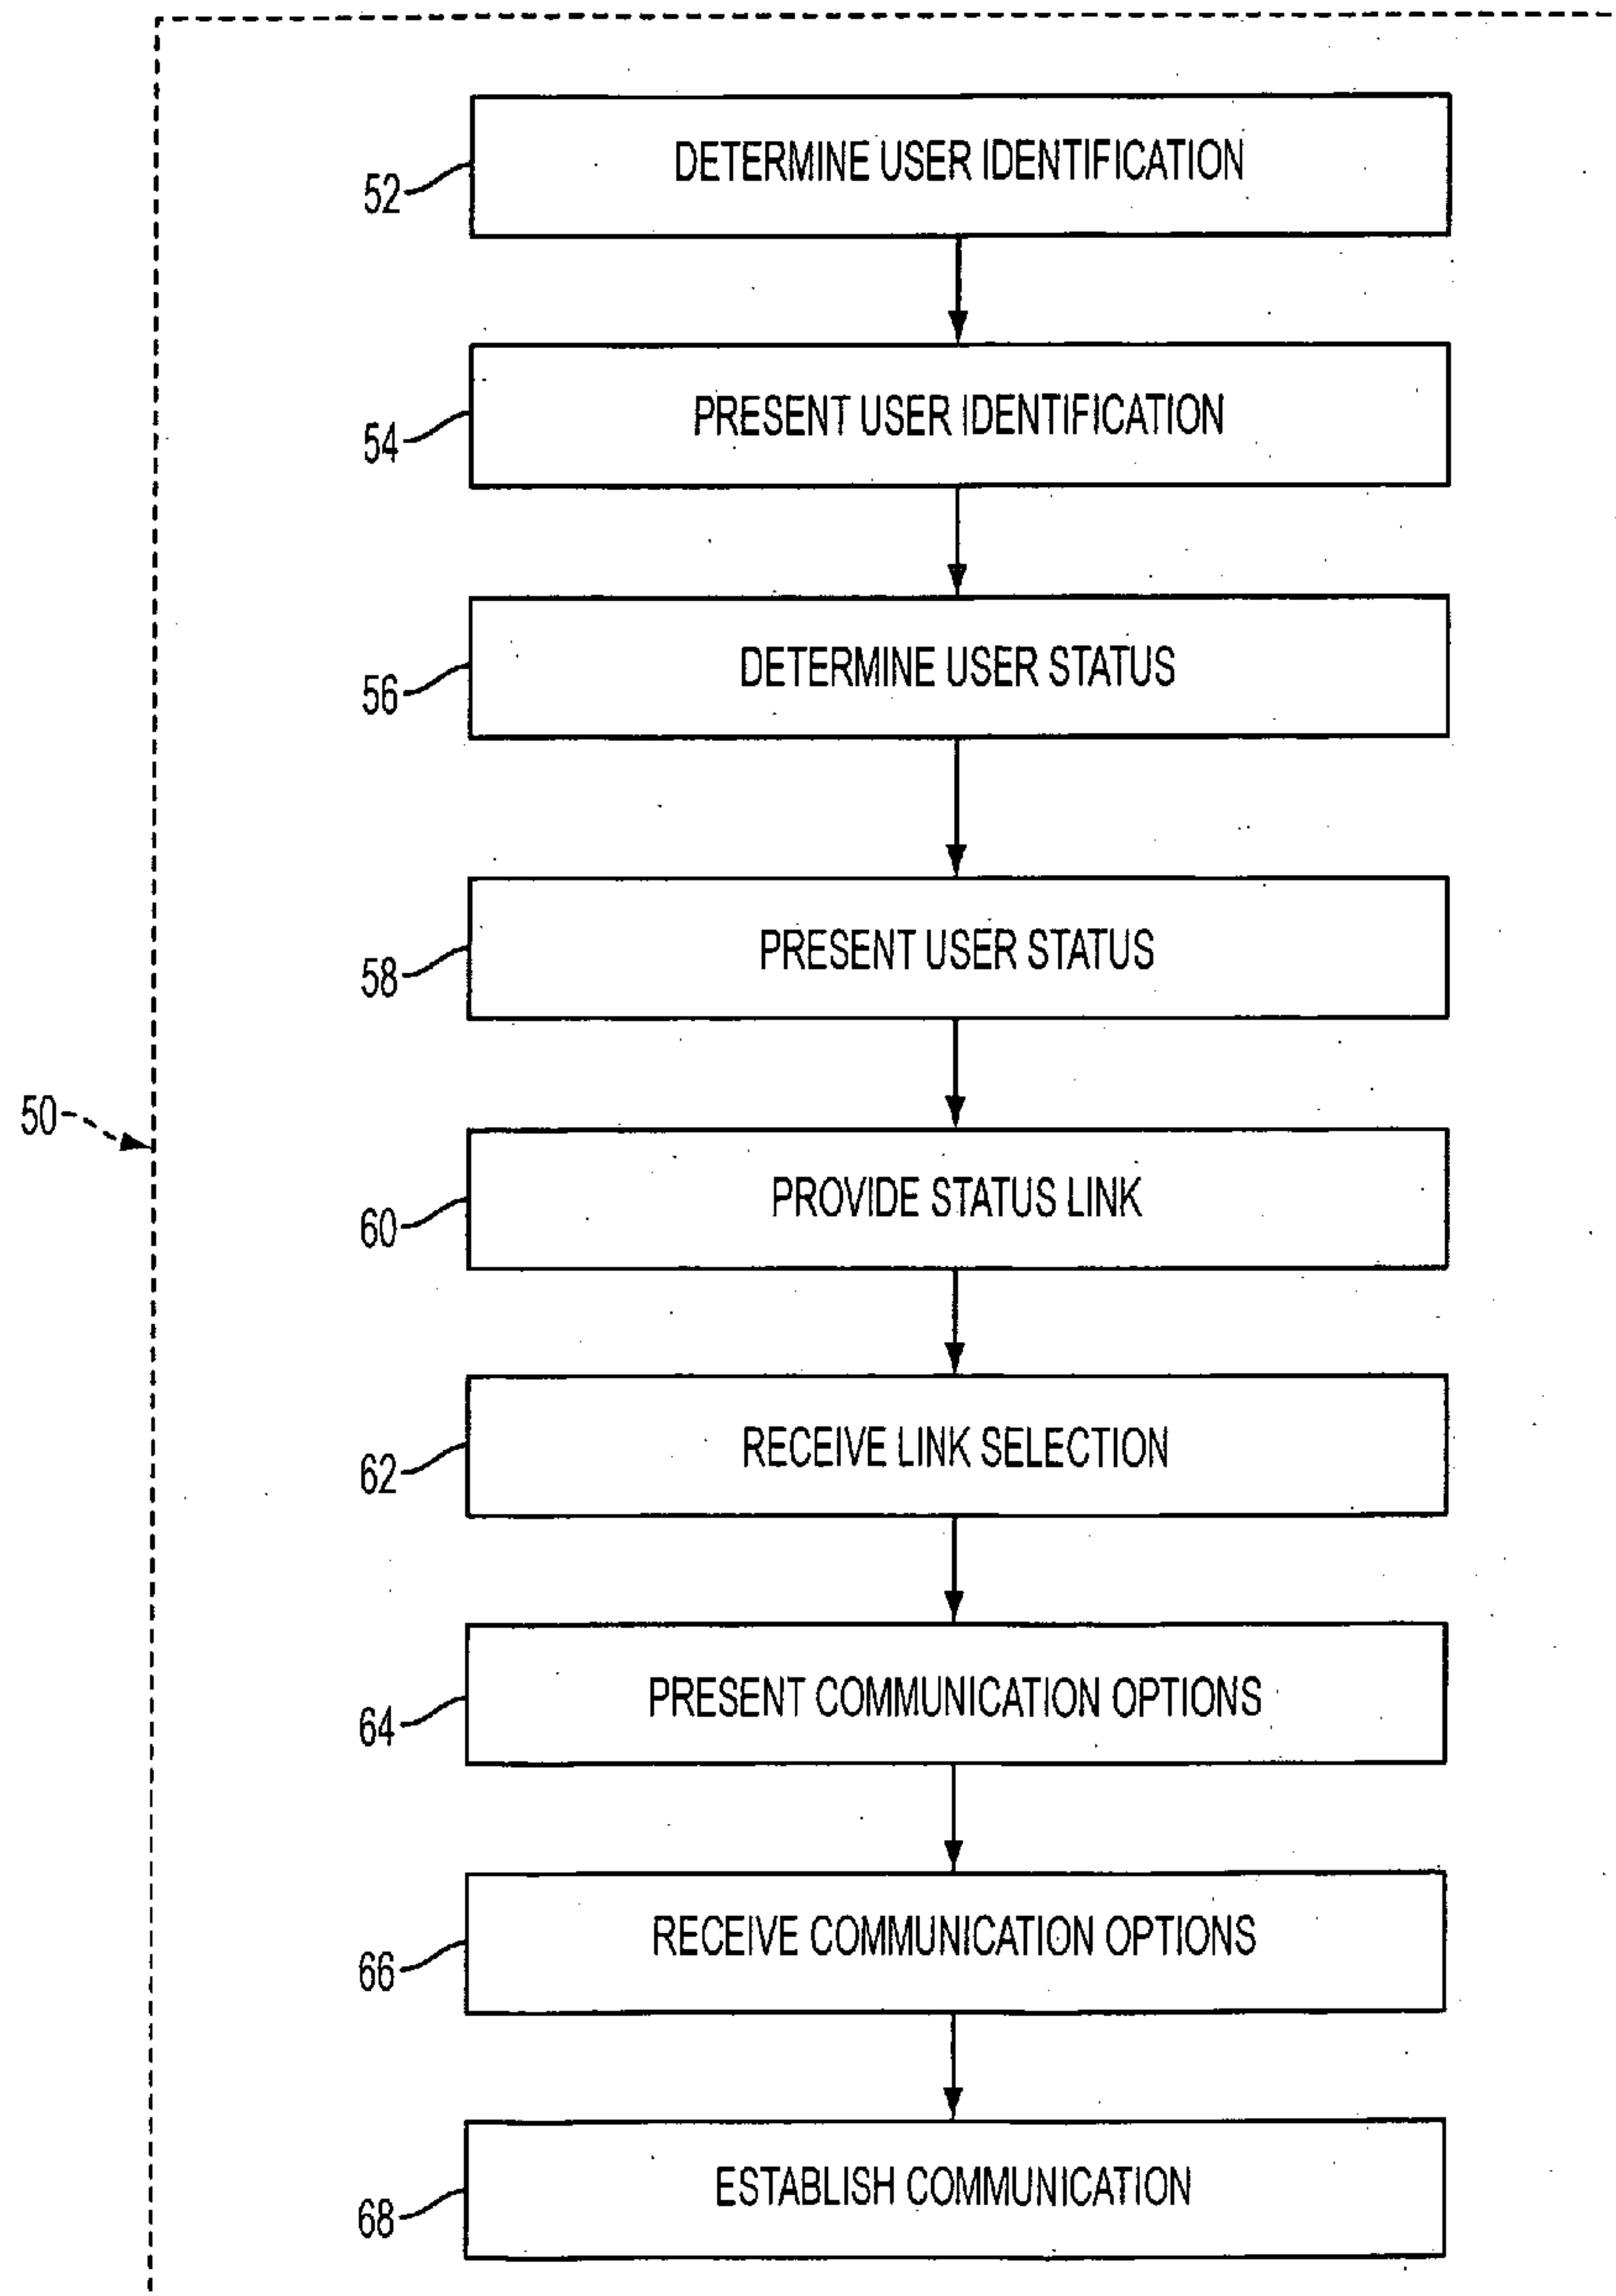 DETERMINE USER IDENTIFICATION
52
PRESENT USER IDENTIFICATION
54
DETERMINE USER STATUS
56
PRESENT USER STATUS
58
50
PROVIDE STATUS LINK
60
RECEIVE LINK SELECTION
62
PRESENT COMMUNICATION OPTIONS
64
RECEIVE COMMUNICATION OPTIONS
66
ESTABLISH COMMUNICATION
68